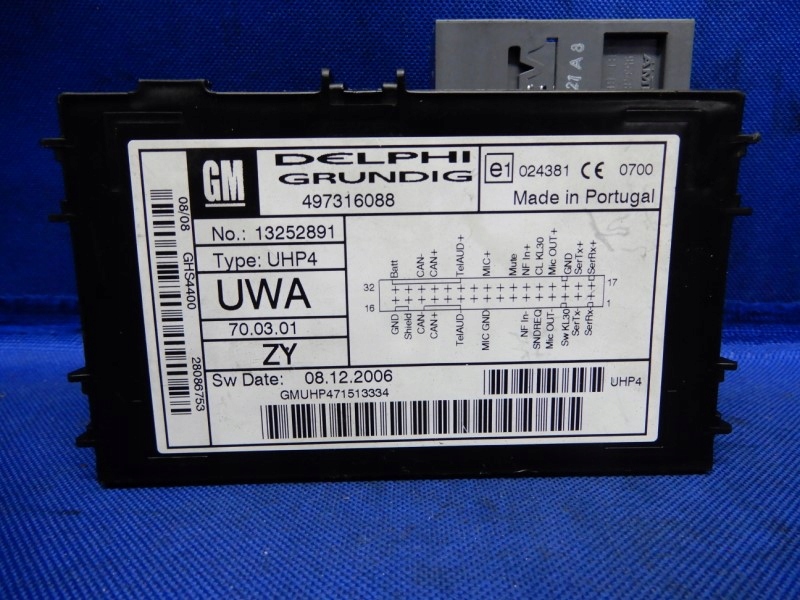 21 A 8
GM
DELPHI
GRUNDIG
497316088
e1 024381 CE 0700
Made in Portugal
08/08 GHS4400 28086753
No.: 13252891
Type: UHP4
UWA
70.03.01
ZY
Batt CAN- CAN+ TelAUD+ MIC+ Mute NF In+ CL KL30 Mic OUT+ GND SerTx+ SerRx+
32 17
16 1
GND Shield CAN- CAN+ TelAUD- MIC GND NF In- SNDREQ Mic OUT- Sw KL30 SerTx- SerRx-
Sw Date: 08.12.2006
UHP4
GMUHP471513334